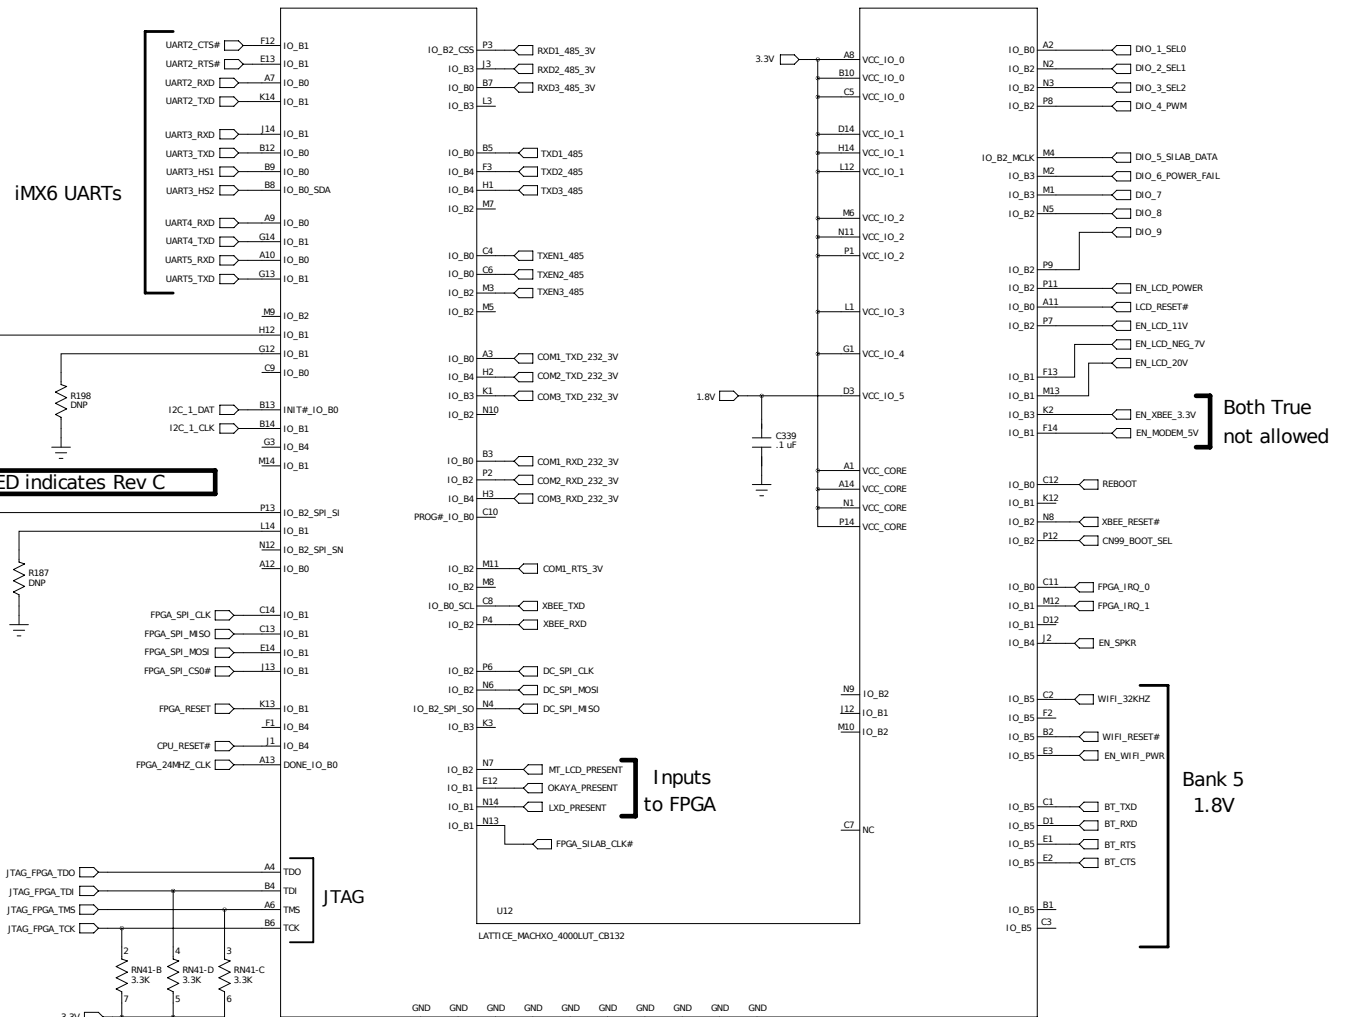 iMX6 UARTs
UART2_CTS# F12 IO_B1
UART2_RTS# E13 IO_B1
UART2_RXD A7 IO_B0
UART2_TXD K14 IO_B1
UART3_RXD J14 IO_B1
UART3_TXD B12 IO_B0
UART3_HS1 B9 IO_B0
UART3_HS2 B8 IO_B0_SDA
UART4_RXD A9 IO_B0
UART4_TXD G14 IO_B1
UART5_RXD A10 IO_B0
UART5_TXD G13 IO_B1
M9 IO_B2
H12 IO_B1
G12 IO_B1
C9 IO_B0
R198
DNP
I2C_1_DAT B13 INIT#_IO_B0
I2C_1_CLK B14 IO_B1
G3 IO_B4
M14 IO_B1
ED indicates Rev C
P13 IO_B2_SPI_SI
L14 IO_B1
N12 IO_B2_SPI_SN
A12 IO_B0
R187
DNP
FPGA_SPI_CLK C14 IO_B1
FPGA_SPI_MISO C13 IO_B1
FPGA_SPI_MOSI E14 IO_B1
FPGA_SPI_CS0# J13 IO_B1
FPGA_RESET K13 IO_B1
F1 IO_B4
CPU_RESET# J1 IO_B4
FPGA_24MHZ_CLK A13 DONE_IO_B0
JTAG_FPGA_TDO A4 TDO
JTAG_FPGA_TDI B4 TDI
JTAG_FPGA_TMS A6 TMS
JTAG_FPGA_TCK B6 TCK
JTAG
2 4 3
RN41-B RN41-D RN41-C
3.3K 3.3K 3.3K
7 5 6
3.3V
IO_B2_CSS P3 RXD1_485_3V
IO_B3 J3 RXD2_485_3V
IO_B0 B7 RXD3_485_3V
IO_B3 L3
IO_B0 B5 TXD1_485
IO_B4 F3 TXD2_485
IO_B4 H1 TXD3_485
IO_B2 M7
IO_B0 C4 TXEN1_485
IO_B0 C6 TXEN2_485
IO_B2 M3 TXEN3_485
IO_B2 M5
IO_B0 A3 COM1_TXD_232_3V
IO_B4 H2 COM2_TXD_232_3V
IO_B3 K1 COM3_TXD_232_3V
IO_B2 N10
IO_B0 B3 COM1_RXD_232_3V
IO_B2 P2 COM2_RXD_232_3V
IO_B4 H3 COM3_RXD_232_3V
PROG#_IO_B0 C10
IO_B2 M11 COM1_RTS_3V
IO_B2 M8
IO_B0_SCL C8 XBEE_TXD
IO_B2 P4 XBEE_RXD
IO_B2 P6 DC_SPI_CLK
IO_B2 N6 DC_SPI_MOSI
IO_B2_SPI_SO N4 DC_SPI_MISO
IO_B3 K3
IO_B2 N7 MT_LCD_PRESENT
IO_B1 E12 OKAYA_PRESENT
IO_B1 N14 LXD_PRESENT
IO_B1 N13 FPGA_SILAB_CLK#
Inputs
to FPGA
U12
LATTICE_MACHXO_4000LUT_CB132
GND GND GND GND GND GND GND GND GND GND
3.3V A8 VCC_IO_0
B10 VCC_IO_0
C5 VCC_IO_0
D14 VCC_IO_1
H14 VCC_IO_1
L12 VCC_IO_1
M6 VCC_IO_2
N11 VCC_IO_2
P1 VCC_IO_2
L1 VCC_IO_3
G1 VCC_IO_4
1.8V D3 VCC_IO_5
C339
.1 uF
A1 VCC_CORE
A14 VCC_CORE
N1 VCC_CORE
P14 VCC_CORE
N9 IO_B2
J12 IO_B1
M10 IO_B2
C7 NC
IO_B0 A2 DIO_1_SEL0
IO_B2 N2 DIO_2_SEL1
IO_B2 N3 DIO_3_SEL2
IO_B2 P8 DIO_4_PWM
IO_B2_MCLK M4 DIO_5_SILAB_DATA
IO_B3 M2 DIO_6_POWER_FAIL
IO_B3 M1 DIO_7
IO_B2 N5 DIO_8
DIO_9
IO_B2 P9
IO_B2 P11 EN_LCD_POWER
IO_B0 A11 LCD_RESET#
IO_B2 P7 EN_LCD_11V
EN_LCD_NEG_7V
EN_LCD_20V
IO_B1 F13
IO_B1 M13
IO_B3 K2 EN_XBEE_3.3V
IO_B1 F14 EN_MODEM_5V
Both True
not allowed
IO_B0 C12 REBOOT
IO_B1 K12
IO_B2 N8 XBEE_RESET#
IO_B2 P12 CN99_BOOT_SEL
IO_B0 C11 FPGA_IRQ_0
IO_B1 M12 FPGA_IRQ_1
IO_B1 D12
IO_B4 J2 EN_SPKR
IO_B5 C2 WIFI_32KHZ
IO_B5 F2
IO_B5 B2 WIFI_RESET#
IO_B5 E3 EN_WIFI_PWR
IO_B5 C1 BT_TXD
IO_B5 D1 BT_RXD
IO_B5 E1 BT_RTS
IO_B5 E2 BT_CTS
IO_B5 B1
IO_B5 C3
Bank 5
1.8V